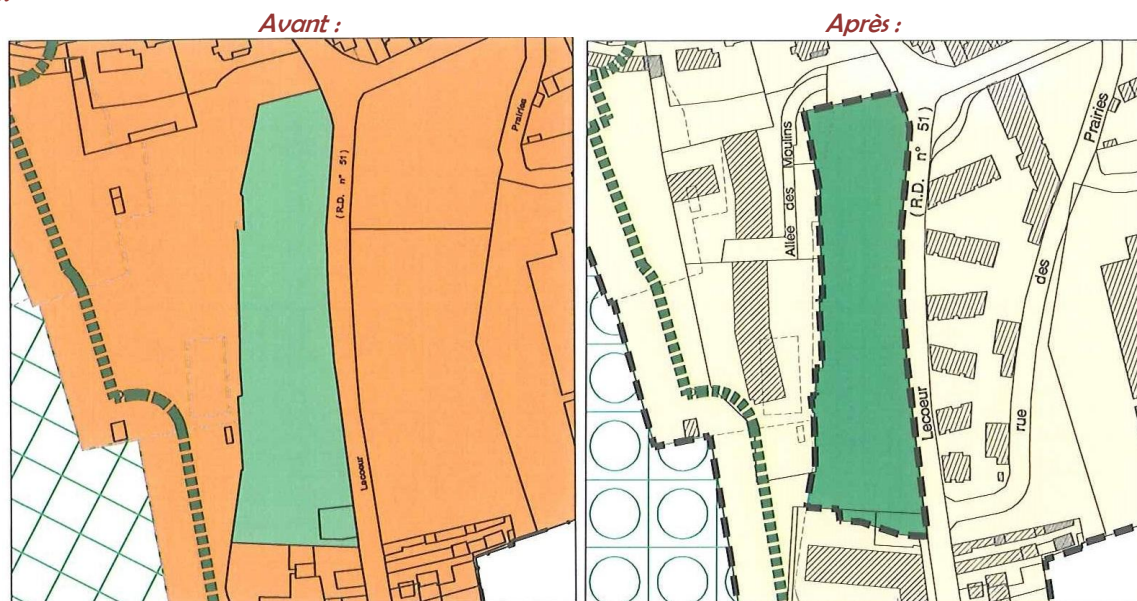 Avant :
Après :
Prairies
( R.D. n° 51 )
Lecoeur
Allée des Moulins
( R.D. n° 51 )
Lecoeur
rue des Prairies